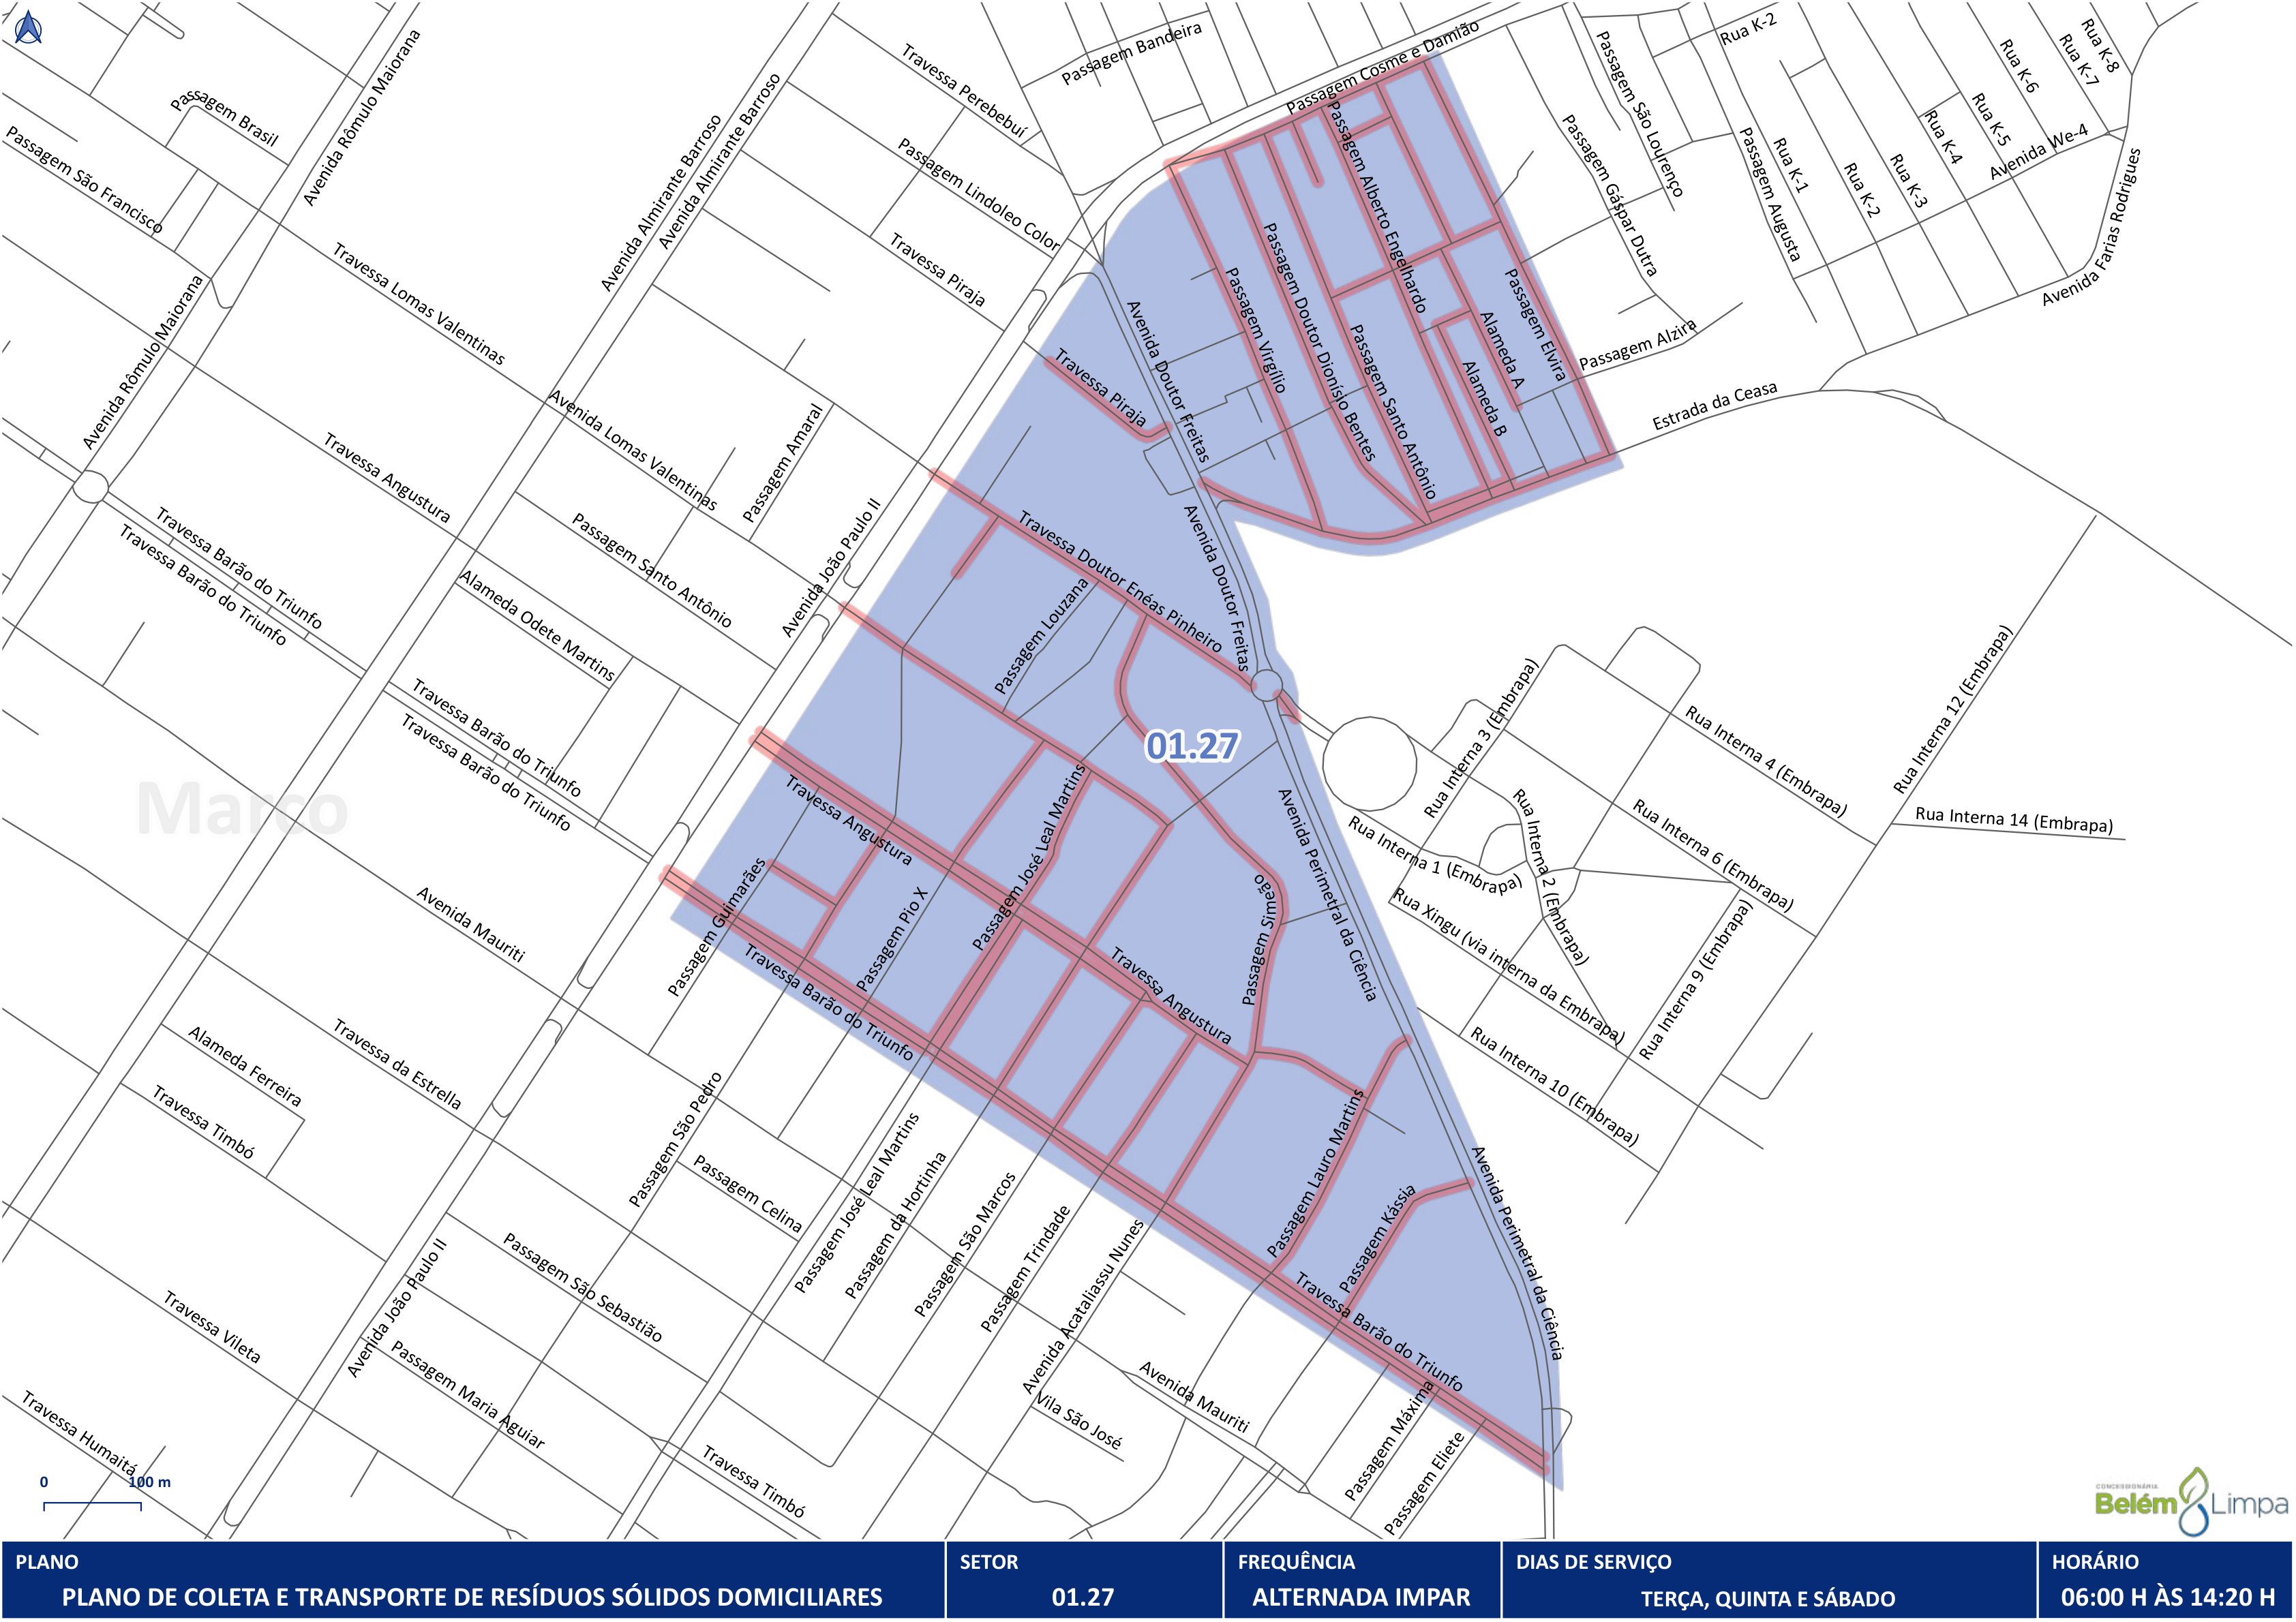 Passagem Brasil
Passagem São Francisco
Avenida Rômulo Maiorana
Avenida Rômulo Maiorana
Travessa Lomas Valentinas
Avenida Almirante Barroso
Avenida Almirante Barroso
Travessa Perebebuí
Passagem Lindoleo Color
Travessa Piraja
Passagem Bandeira
Passagem Cosme e Damião
Passagem São Lourenço
Rua K-2
Rua K-6
Rua K-7
Rua K-8
Rua K-5
Rua K-4
Rua K-3
Rua K-2
Rua K-1
Avenida We-4
Avenida Farias Rodrigues
Passagem Augusta
Passagem Gáspar Dutra
Passagem Alzira
Estrada da Ceasa
Passagem Alberto Engelhardo
Passagem Elvira
Alameda A
Alameda B
Passagem Santo Antônio
Passagem Doutor Dionísio Bentes
Passagem Virgílio
Avenida Doutor Freitas
Travessa Piraja
Avenida Doutor Freitas
Travessa Angustura
Avenida Lomas Valentinas
Passagem Amaral
Passagem Santo Antônio
Avenida João Paulo II
Travessa Barão do Triunfo
Travessa Barão do Triunfo
Alameda Odete Martins
Travessa Barão do Triunfo
Travessa Barão do Triunfo
Travessa Doutor Enéas Pinheiro
Passagem Louzana
01.27
Marco
Travessa Angustura
Passagem José Leal Martins
Passagem Guimarães
Passagem Pio X
Travessa Barão do Triunfo
Travessa Angustura
Passagem Simago
Avenida Perimetral da Ciência
Rua Interna 3 (Embrapa)
Rua Interna 4 (Embrapa)
Rua Interna 12 (Embrapa)
Rua Interna 14 (Embrapa)
Rua Interna 6 (Embrapa)
Rua Interna 1 (Embrapa)
Rua Interna 2 (Embrapa)
Rua Xingu (via interna da Embrapa)
Rua Interna 9 (Embrapa)
Rua Interna 10 (Embrapa)
Avenida Mauriti
Travessa da Estrella
Alameda Ferreira
Travessa Timbó
Passagem São Pedro
Passagem Celina
Passagem José Leal Martins
Passagem da Hortinha
Passagem São Marcos
Passagem Trindade
Avenida Acataliassu Nunes
Passagem Lauro Martins
Passagem Kássia
Avenida Perimetral da Ciência
Travessa Barão do Triunfo
Passagem São Sebastião
Avenida João Paulo II
Travessa Vileta
Passagem Maria Aguiar
Travessa Humaitá
Travessa Timbó
Vila São José
Avenida Mauriti
Passagem Máxima
Passagem Eliete
0 100 m
CONCESSIONÁRIA
Belém Limpa
PLANO
PLANO DE COLETA E TRANSPORTE DE RESÍDUOS SÓLIDOS DOMICILIARES
SETOR
01.27
FREQUÊNCIA
ALTERNADA IMPAR
DIAS DE SERVIÇO
TERÇA, QUINTA E SÁBADO
HORÁRIO
06:00 H ÀS 14:20 H